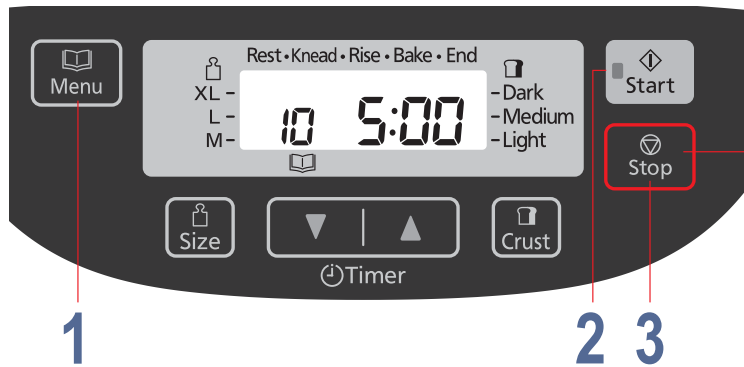 Menu
Rest • Knead • Rise • Bake • End
XL -
L -
M -
10 5:00
- Dark
- Medium
- Light
Start
Stop
Size
Crust
Timer
1
2
3